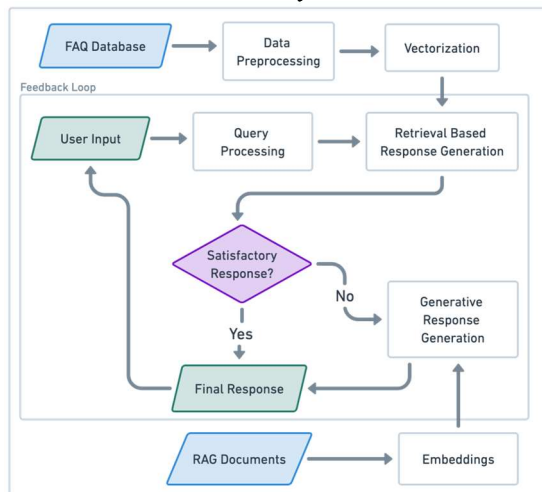 FAQ Database
Data
Preprocessing
Vectorization
Feedback Loop
User Input
Query
Processing
Retrieval Based
Response Generation
Satisfactory
Response?
No
Generative
Response
Generation
Yes
Final Response
RAG Documents
Embeddings